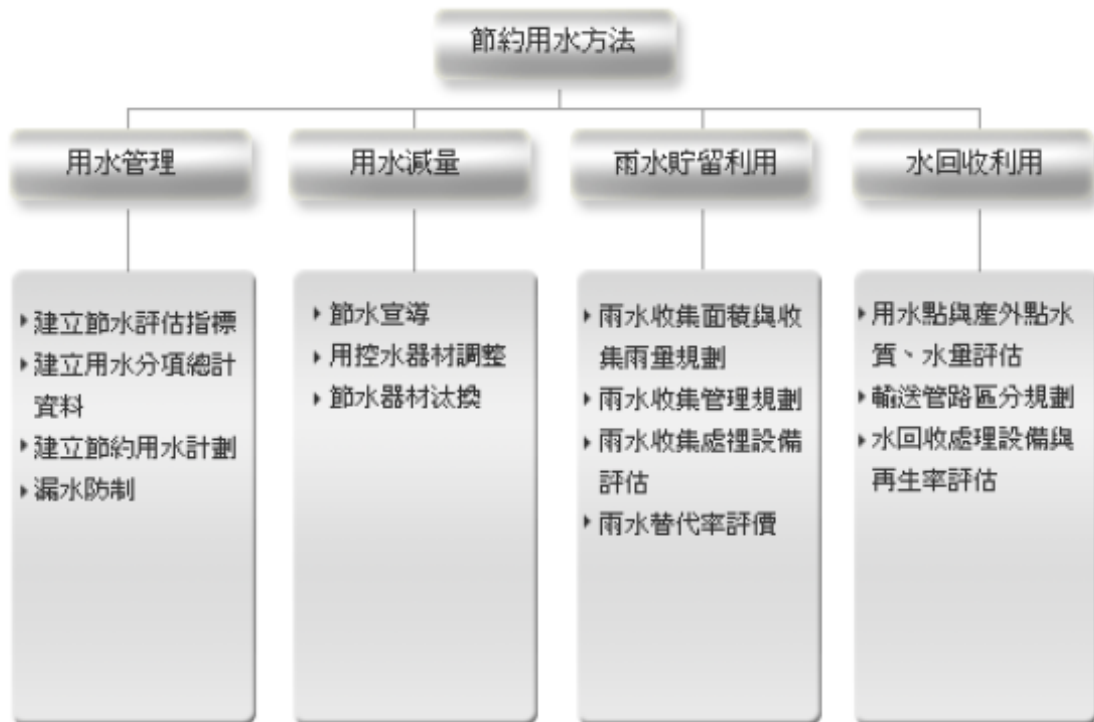 節約用水方法
用水管理
用水減量
雨水貯留利用
水回收利用
建立節水評估指標
建立用水分項總計
資料
建立節約用水計劃
漏水防制
節水宣導
用控水器材調整
節水器材汰換
雨水收集面積與收
集雨量規劃
雨水收集管理規劃
雨水收集處裡設備
評估
雨水替代率評價
用水點與產外點水
質、水量評估
輸送管路區分規劃
水回收處理設備與
再生率評估